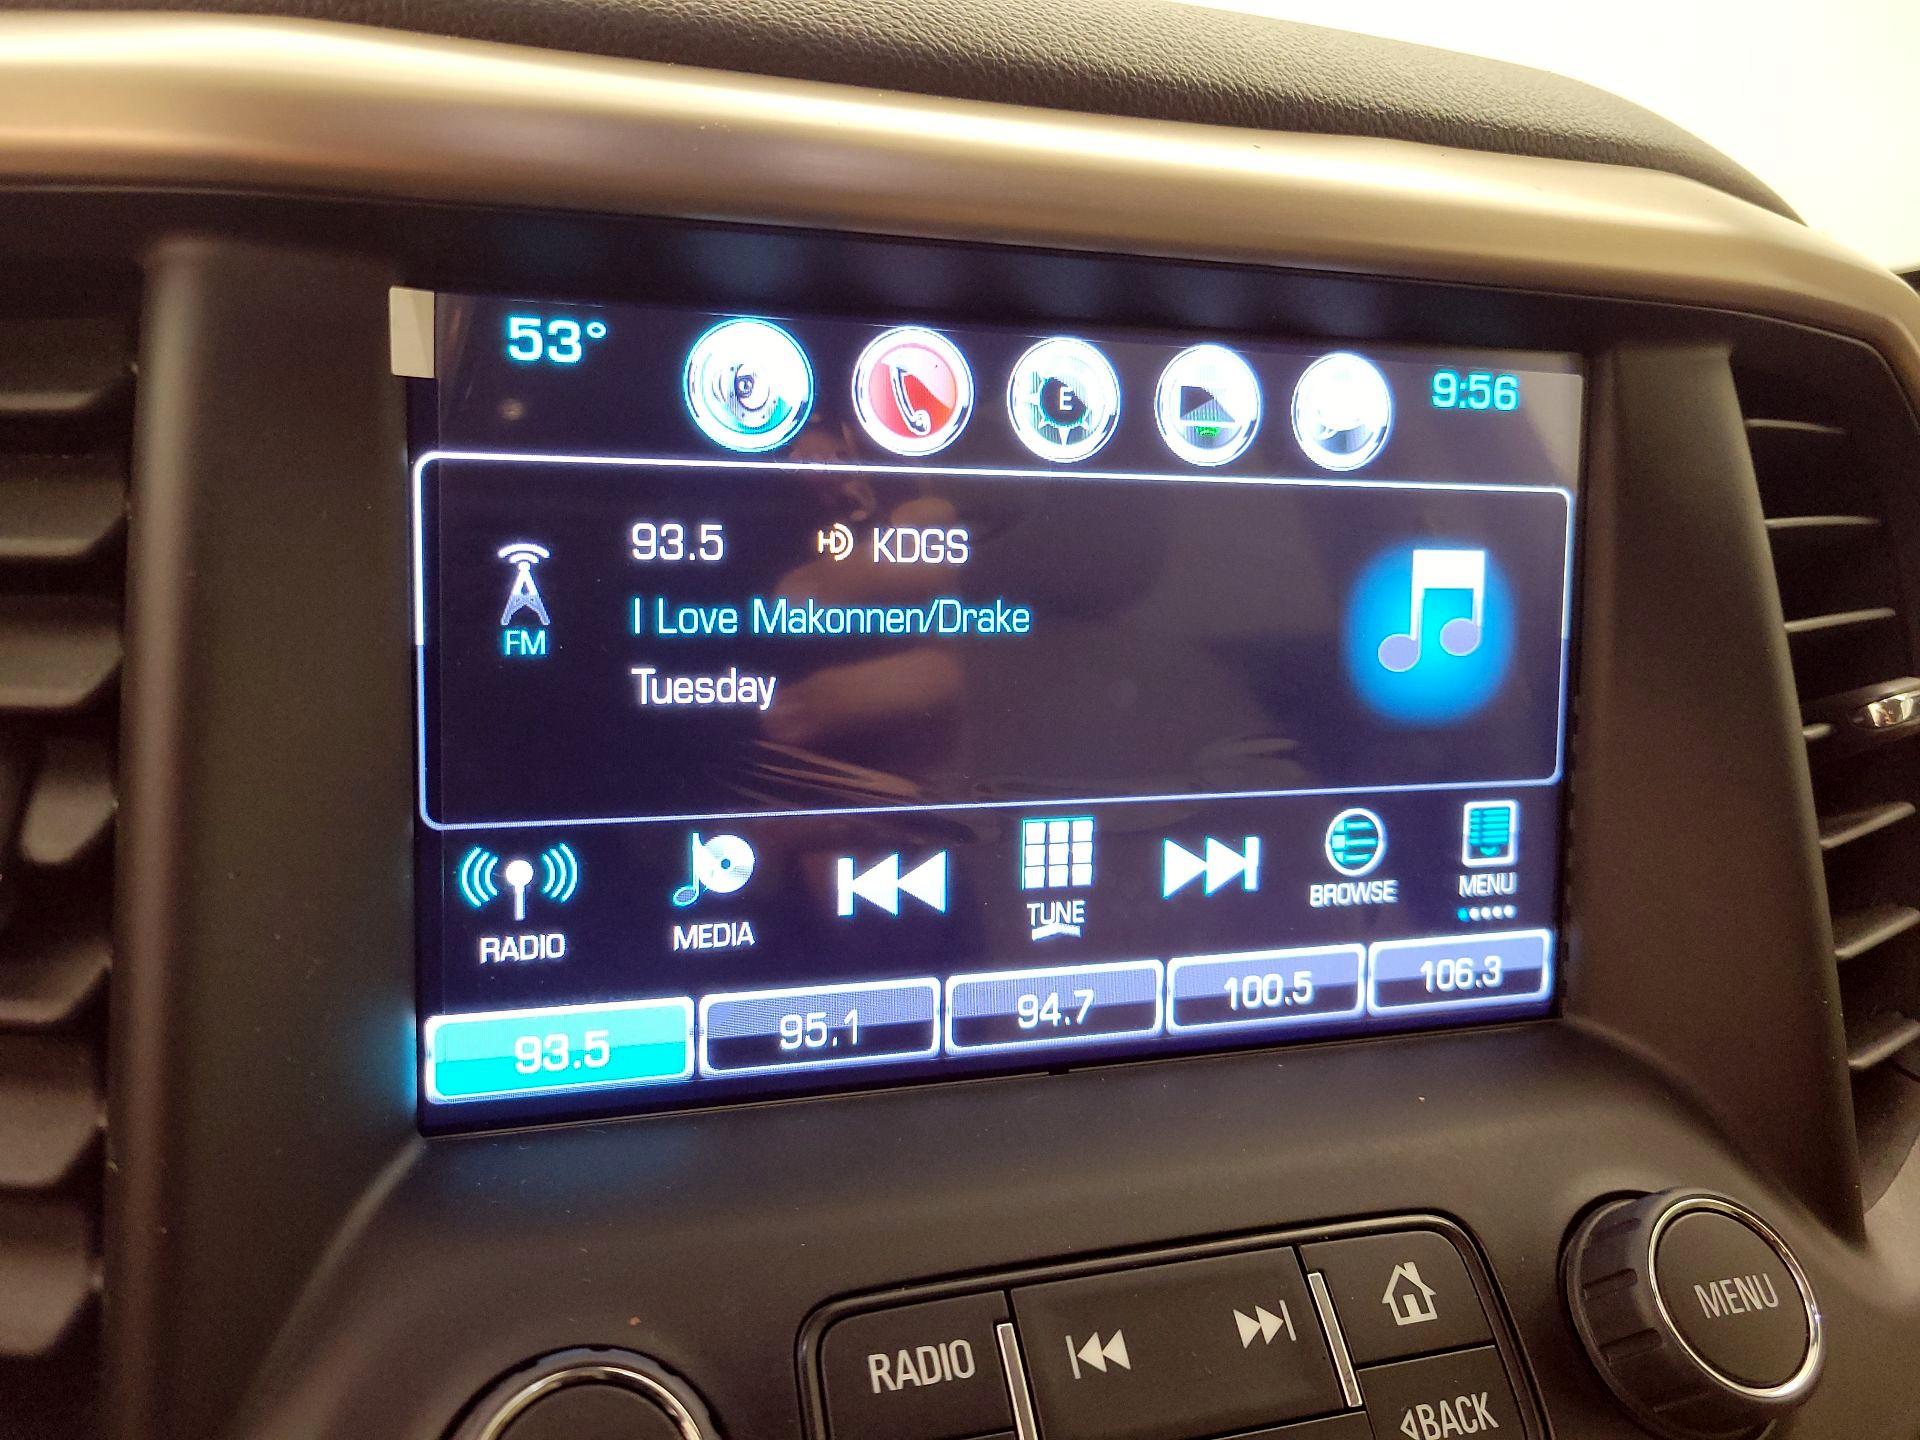 53°
E
9:56
93.5 HD KDGS
I Love Makonnen/Drake
FM
Tuesday
RADIO
MEDIA
TUNE
BROWSE
MENU
93.5
95.1
94.7
100.5
106.3
RADIO
MENU
BACK